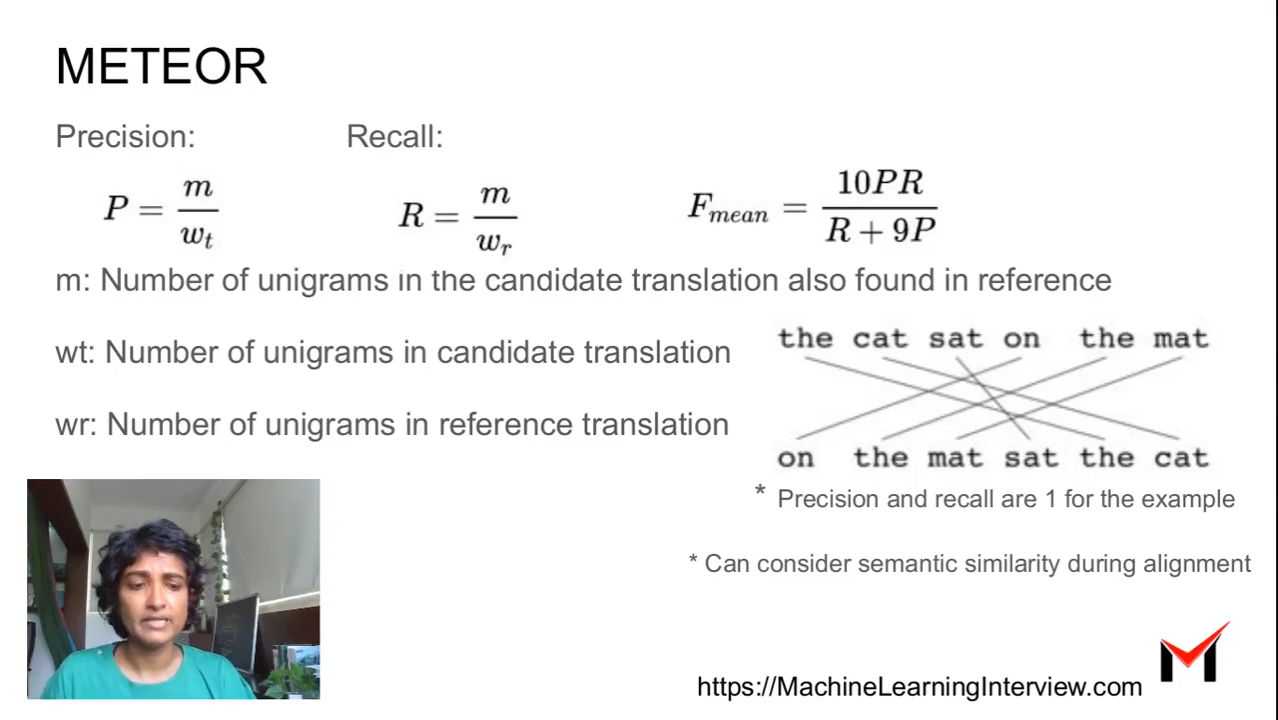 METEOR
Precision: Recall:
P = m / w_t
R = m / w_r
F_mean = 10PR / R + 9P
m: Number of unigrams in the candidate translation also found in reference
wt: Number of unigrams in candidate translation
wr: Number of unigrams in reference translation
the cat sat on the mat
on the mat sat the cat
* Precision and recall are 1 for the example
* Can consider semantic similarity during alignment
https://MachineLearningInterview.com